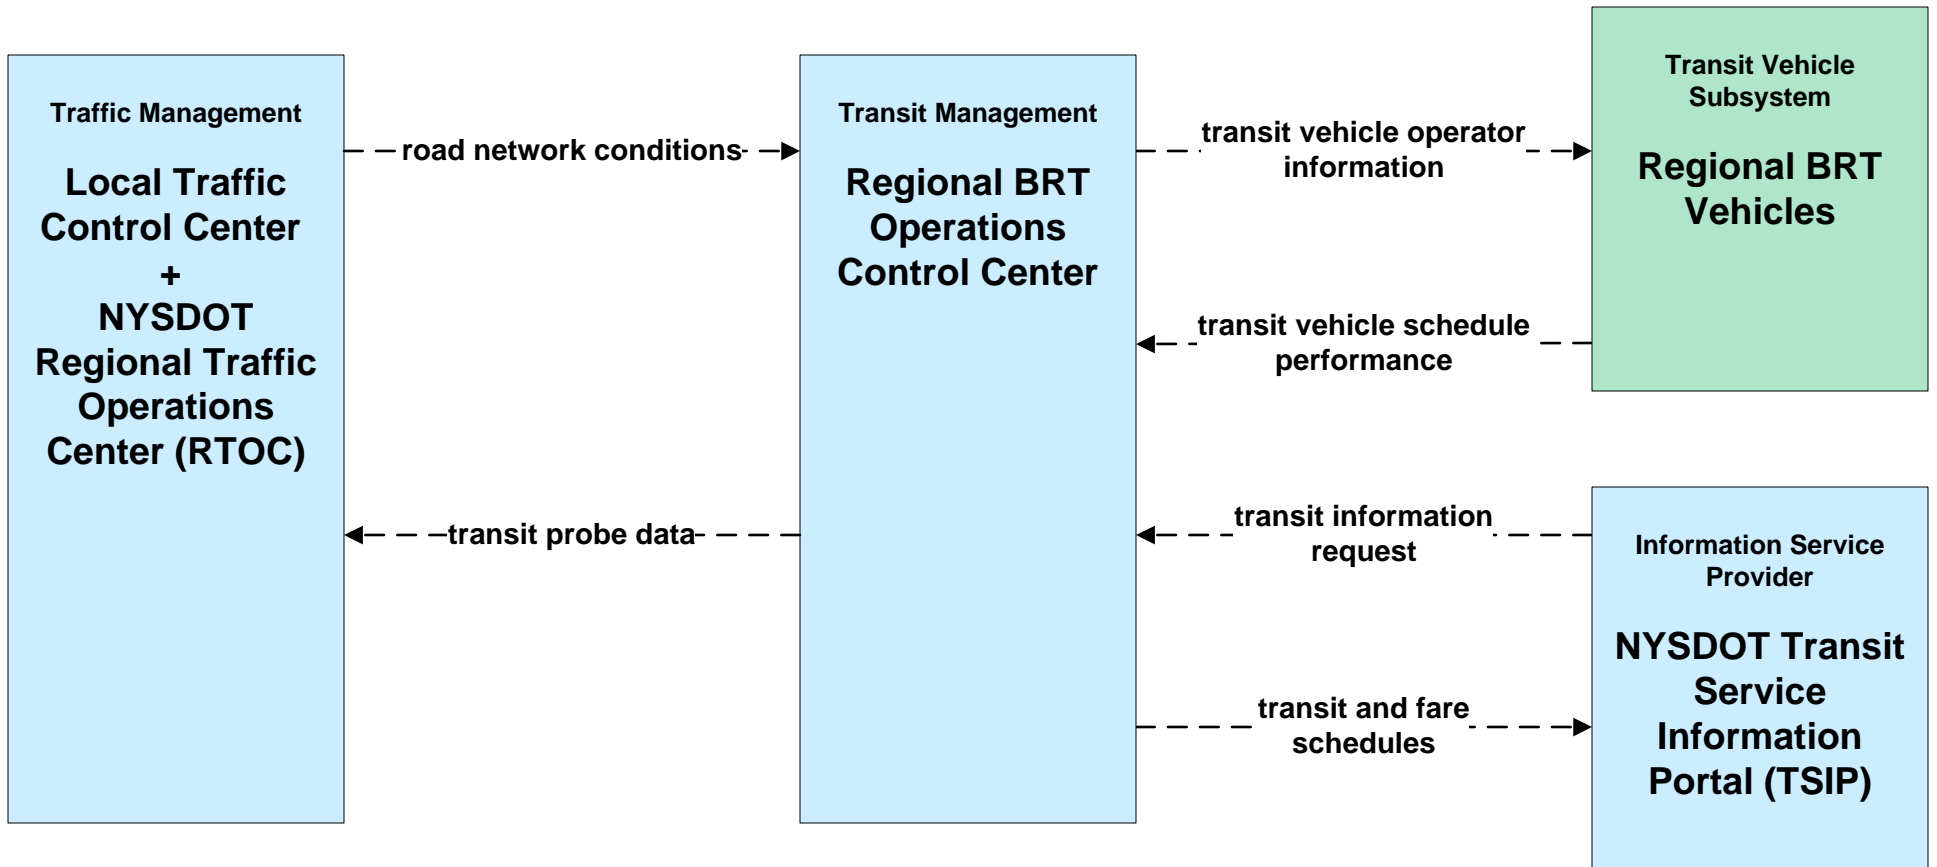 Traffic Management
Local Traffic
Control Center
+
NYSDOT
Regional Traffic
Operations
Center (RTOC)
road network conditions
transit probe data
Transit Management
Regional BRT
Operations
Control Center
transit vehicle operator
information
transit vehicle schedule
performance
transit information
request
transit and fare
schedules
Transit Vehicle
Subsystem
Regional BRT
Vehicles
Information Service
Provider
NYSDOT Transit
Service
Information
Portal (TSIP)